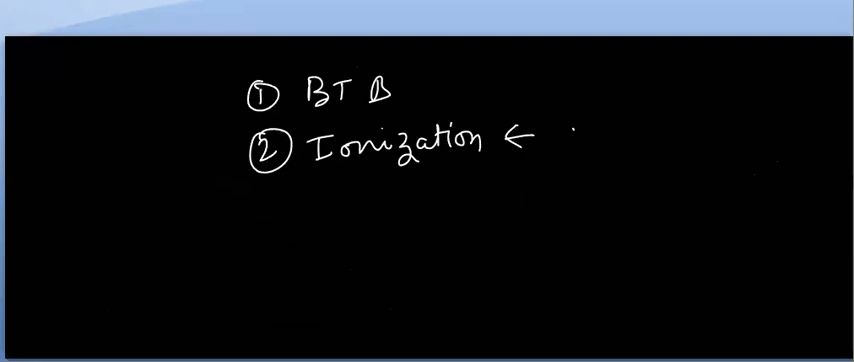 ① BTB
② Ionization ←